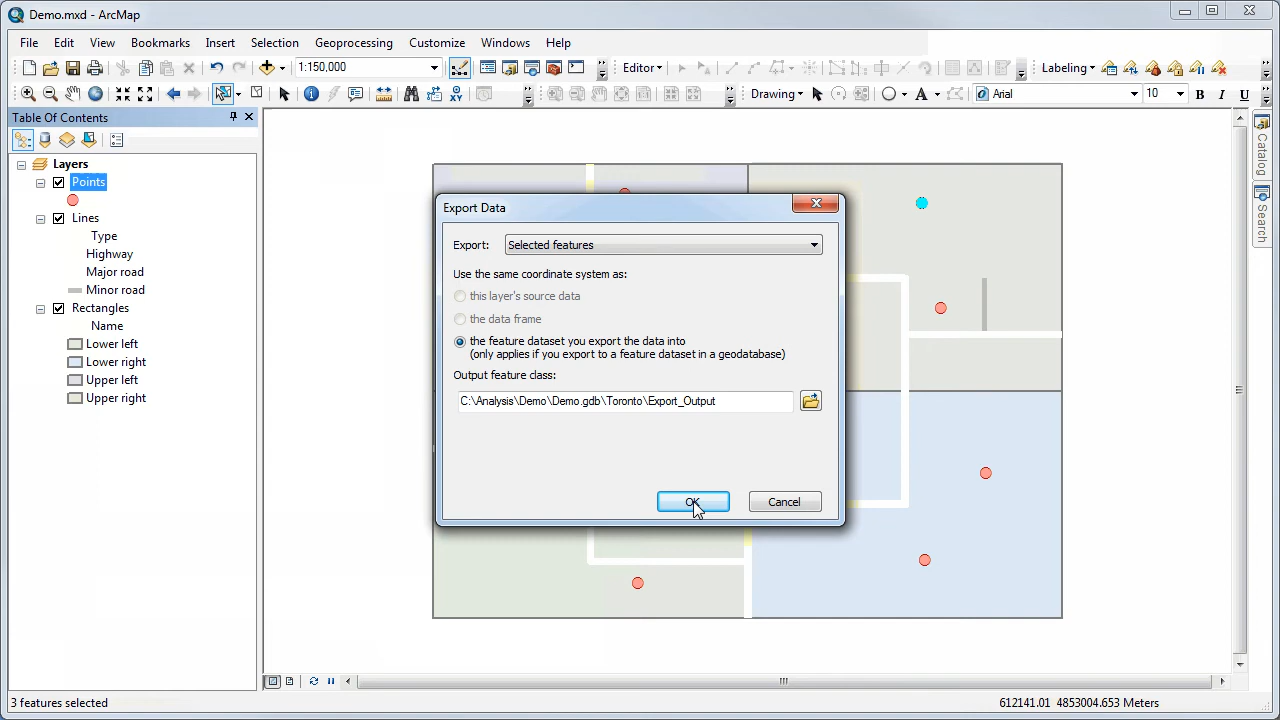 Demo.mxd - ArcMap
File Edit View Bookmarks Insert Selection Geoprocessing Customize Windows Help
1:150,000 Editor Labeling
Drawing A Arial 10 B I U
Table Of Contents
Layers
Points
Lines
Type
Highway
Major road
Minor road
Rectangles
Name
Lower left
Lower right
Upper left
Upper right
Export Data
Export: Selected features
Use the same coordinate system as:
this layer's source data
the data frame
the feature dataset you export the data into
(only applies if you export to a feature dataset in a geodatabase)
Output feature class:
C:\Analysis\Demo\Demo.gdb\Toronto\Export_Output
OK Cancel
Catalog
Search
3 features selected 612141.01 4853004.653 Meters